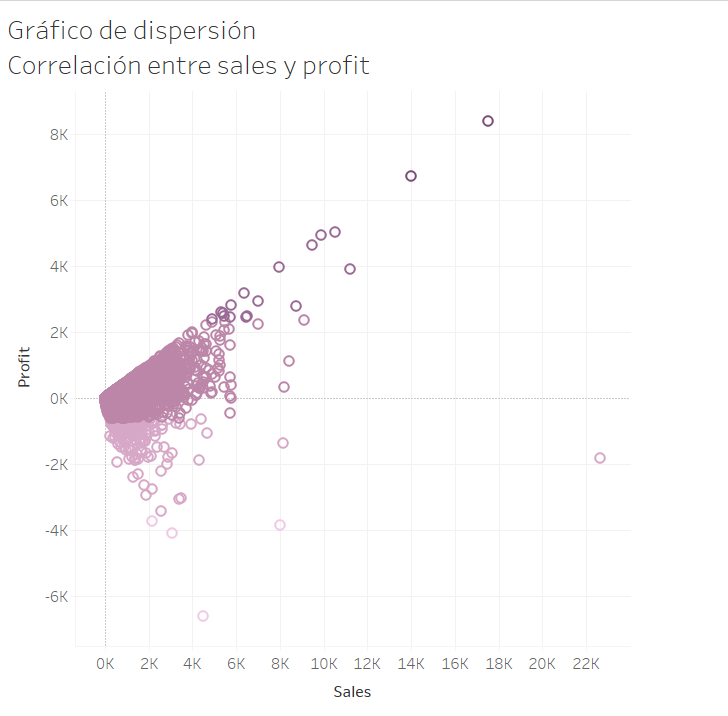 Gráfico de dispersión
Correlación entre sales y profit
8K
6K
4K
2K
0K
-2K
-4K
-6K
Profit
0K 2K 4K 6K 8K 10K 12K 14K 16K 18K 20K 22K
Sales